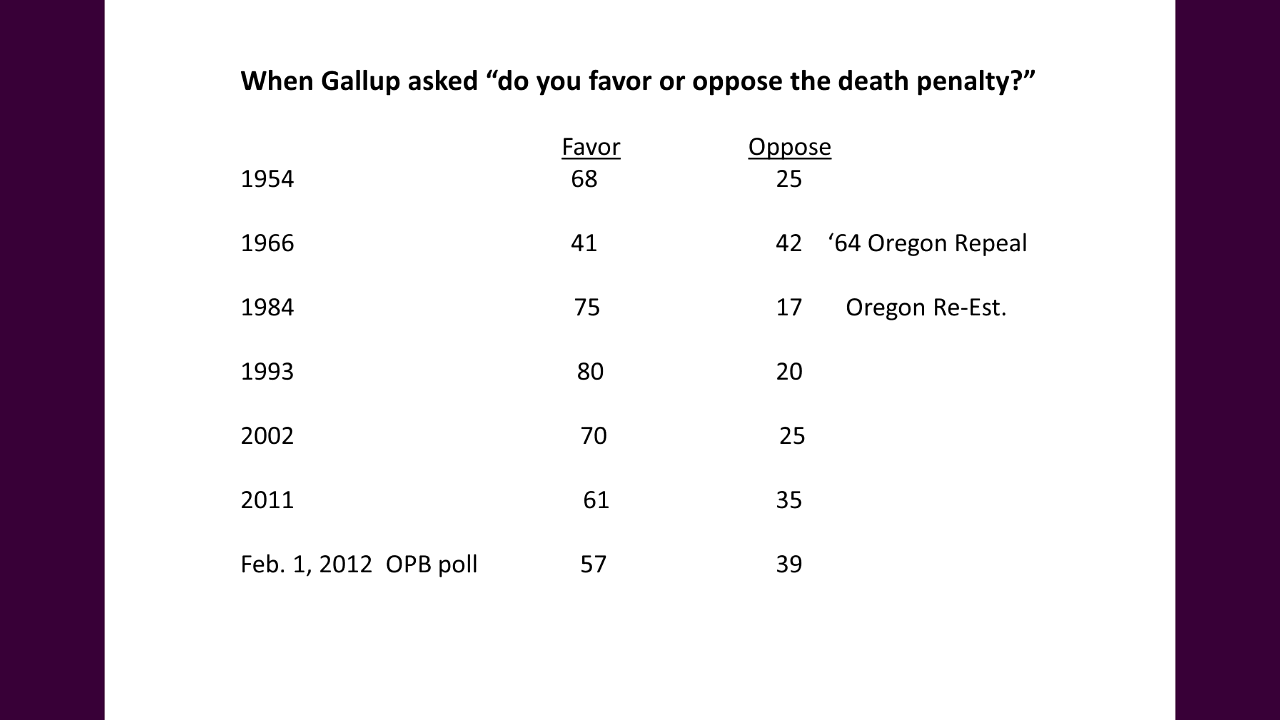 When Gallup asked “do you favor or oppose the death penalty?”
Favor Oppose
1954 68 25
1966 41 42 ‘64 Oregon Repeal
1984 75 17 Oregon Re-Est.
1993 80 20
2002 70 25
2011 61 35
Feb. 1, 2012 OPB poll 57 39